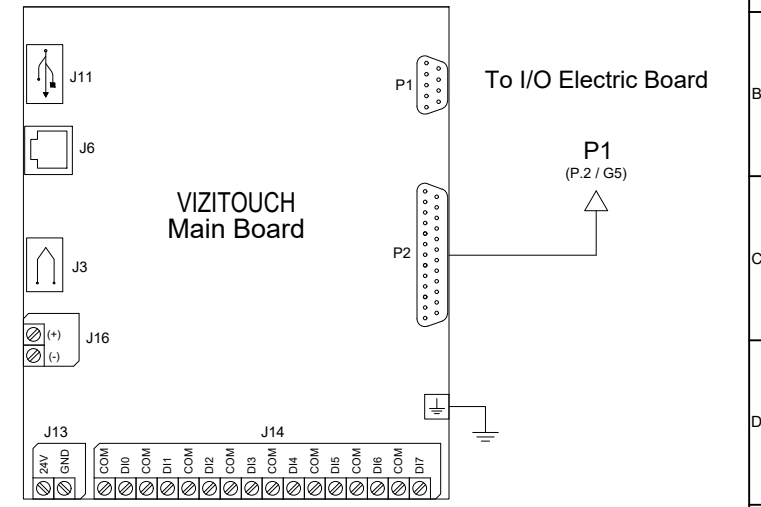 J11
P1
To I/O Electric Board
B
J6
P1
(P.2 / G5)
VIZITOUCH
Main Board
P2
C
J3
(+)
(-)
J16
D
J13
J14
24V
GND
COM
DI0
COM
DI1
COM
DI2
COM
DI3
COM
DI4
COM
DI5
COM
DI6
COM
DI7